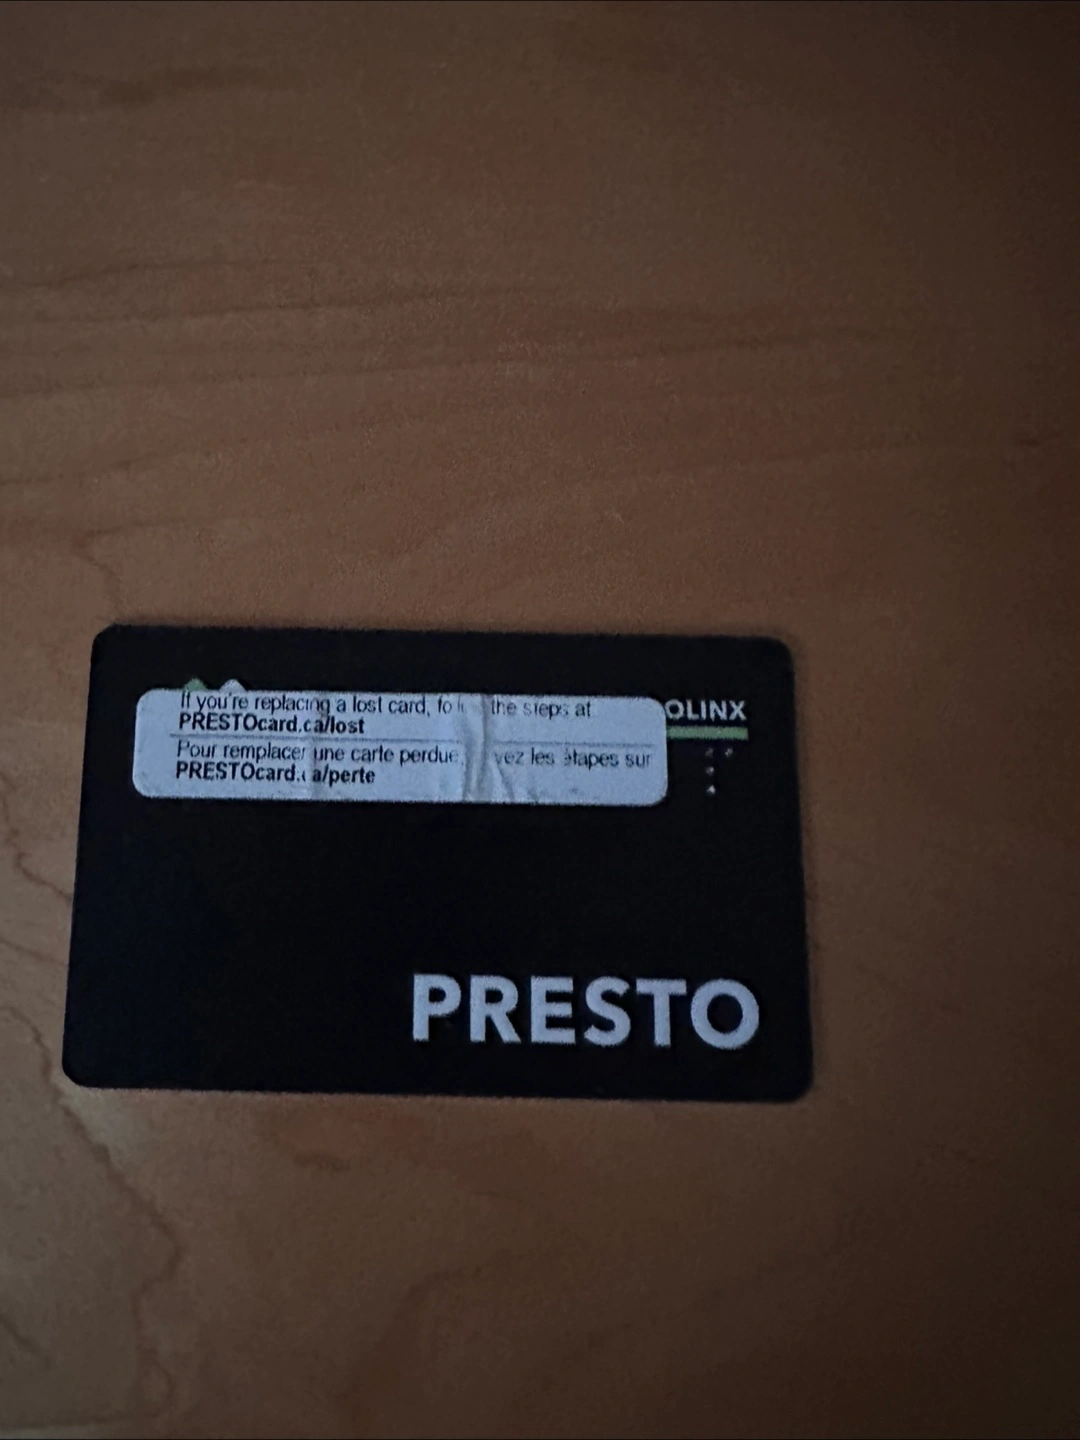 If you're replacing a lost card, the steps at
PRESTOcard.ca/lost
Pour remplacer une carte perdue, les étapes sur
PRESTOcard.ca/perte
OLINX
PRESTO